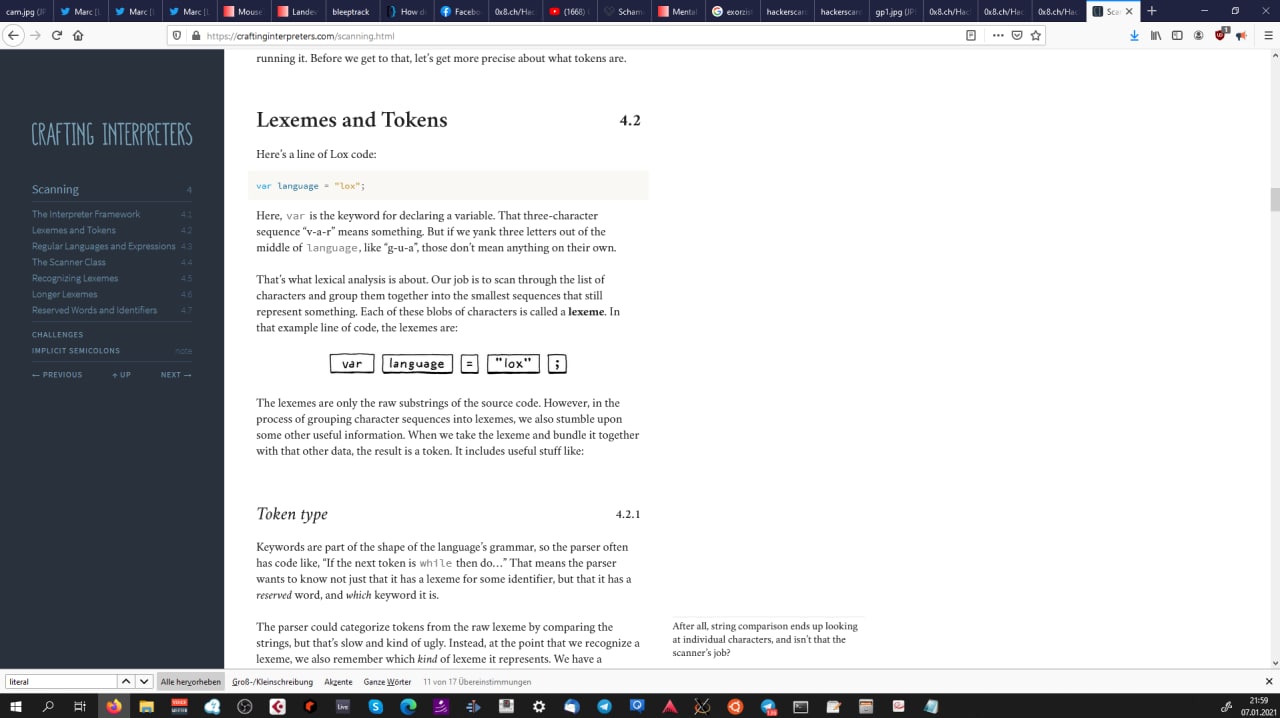 cam.jpg (JP
Marc (
Marc (
Marc [
Mouse
Lande
bleeptrack
How d
Faceb
0x8.ch/Hac
(1668)
Scham
Mental
exorzist
hackerscar
hackerscar
gp1.jpg (JP
0x8.ch/Hac
0x8.ch/Hac
0x8.ch/Hac
Sca
https://craftinginterpreters.com/scanning.html
CRAFTING INTERPRETERS
Scanning 4
The Interpreter Framework 4.1
Lexemes and Tokens 4.2
Regular Languages and Expressions 4.3
The Scanner Class 4.4
Recognizing Lexemes 4.5
Longer Lexemes 4.6
Reserved Words and Identifiers 4.7
CHALLENGES
IMPLICIT SEMICOLONS note
← PREVIOUS ↑ UP NEXT →
running it. Before we get to that, let's get more precise about what tokens are.
Lexemes and Tokens 4.2
Here's a line of Lox code:
var language = "lox";
Here, var is the keyword for declaring a variable. That three-character
sequence “v-a-r” means something. But if we yank three letters out of the
middle of language, like “g-u-a”, those don't mean anything on their own.
That's what lexical analysis is about. Our job is to scan through the list of
characters and group them together into the smallest sequences that still
represent something. Each of these blobs of characters is called a lexeme. In
that example line of code, the lexemes are:
var language = "lox" ;
The lexemes are only the raw substrings of the source code. However, in the
process of grouping character sequences into lexemes, we also stumble upon
some other useful information. When we take the lexeme and bundle it together
with that other data, the result is a token. It includes useful stuff like:
Token type 4.2.1
Keywords are part of the shape of the language's grammar, so the parser often
has code like, “If the next token is while then do…” That means the parser
wants to know not just that it has a lexeme for some identifier, but that it has a
reserved word, and which keyword it is.
The parser could categorize tokens from the raw lexeme by comparing the
strings, but that's slow and kind of ugly. Instead, at the point that we recognize a
lexeme, we also remember which kind of lexeme it represents. We have a
After all, string comparison ends up looking
at individual characters, and isn't that the
scanner's job?
literal
Alle hervorheben Groß-/Kleinschreibung Akzente Ganze Wörter 11 von 17 Übereinstimmungen
Live
21:59
07.01.2021